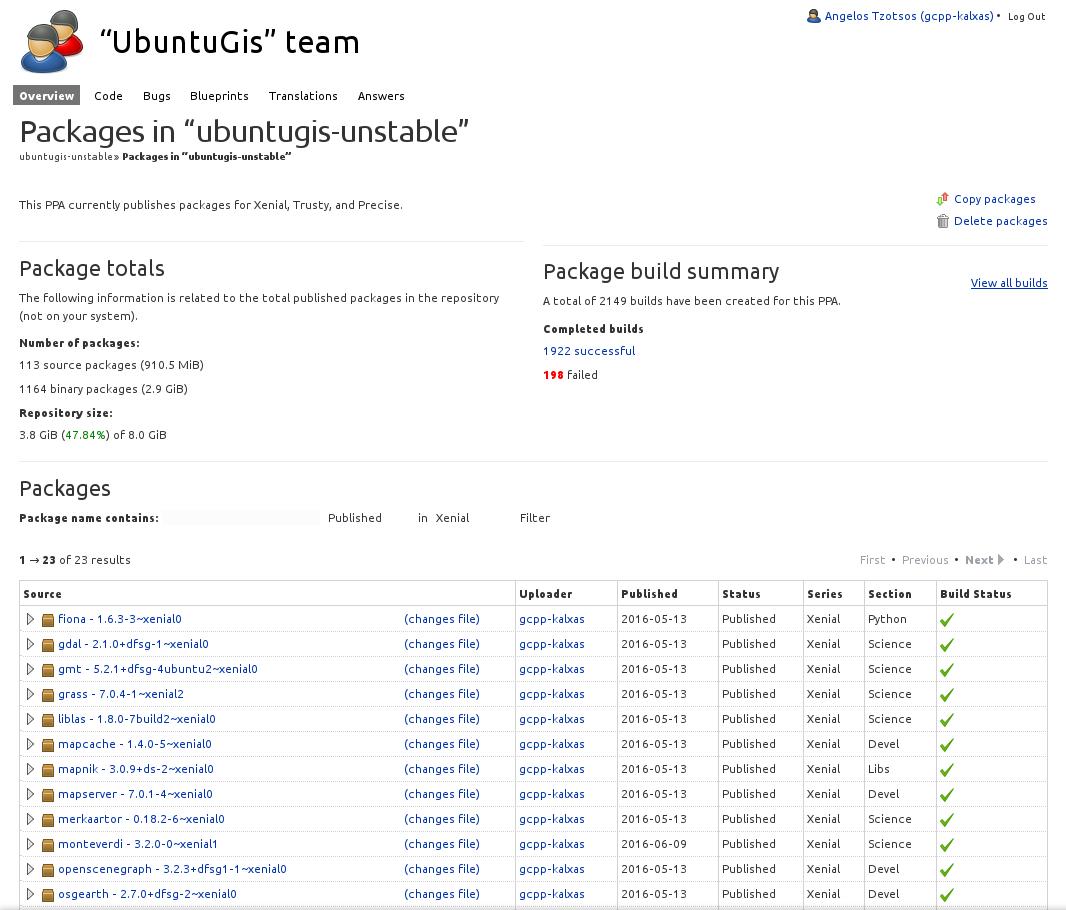 Angelos Tzotsos (gcpp-kalxas) • Log Out
“UbuntuGis” team
Overview Code Bugs Blueprints Translations Answers
Packages in “ubuntugis-unstable”
ubuntugis-unstable» Packages in “ubuntugis-unstable”
This PPA currently publishes packages for Xenial, Trusty, and Precise.
Copy packages
Delete packages
Package totals
The following information is related to the total published packages in the repository
(not on your system).
Number of packages:
113 source packages (910.5 MiB)
1164 binary packages (2.9 GiB)
Repository size:
3.8 GiB (47.84%) of 8.0 GiB
Package build summary
View all builds
A total of 2149 builds have been created for this PPA.
Completed builds
1922 successful
198 failed
Packages
Package name contains: Published in Xenial Filter
1 → 23 of 23 results First • Previous • Next • Last
Source Uploader Published Status Series Section Build Status
fiona - 1.6.3-3~xenial0 (changes file) gcpp-kalxas 2016-05-13 Published Xenial Python
gdal - 2.1.0+dfsg-1~xenial0 (changes file) gcpp-kalxas 2016-05-13 Published Xenial Science
gmt - 5.2.1+dfsg-4ubuntu2~xenial0 (changes file) gcpp-kalxas 2016-05-13 Published Xenial Science
grass - 7.0.4-1~xenial2 (changes file) gcpp-kalxas 2016-05-13 Published Xenial Science
liblas - 1.8.0-7build2~xenial0 (changes file) gcpp-kalxas 2016-05-13 Published Xenial Science
mapcache - 1.4.0-5~xenial0 (changes file) gcpp-kalxas 2016-05-13 Published Xenial Devel
mapnik - 3.0.9+ds-2~xenial0 (changes file) gcpp-kalxas 2016-05-13 Published Xenial Libs
mapserver - 7.0.1-4~xenial0 (changes file) gcpp-kalxas 2016-05-13 Published Xenial Devel
merkaartor - 0.18.2-6~xenial0 (changes file) gcpp-kalxas 2016-05-13 Published Xenial Science
monteverdi - 3.2.0-0~xenial1 (changes file) gcpp-kalxas 2016-06-09 Published Xenial Science
openscenegraph - 3.2.3+dfsg1-1~xenial0 (changes file) gcpp-kalxas 2016-05-13 Published Xenial Devel
osgearth - 2.7.0+dfsg-2~xenial0 (changes file) gcpp-kalxas 2016-05-13 Published Xenial Devel